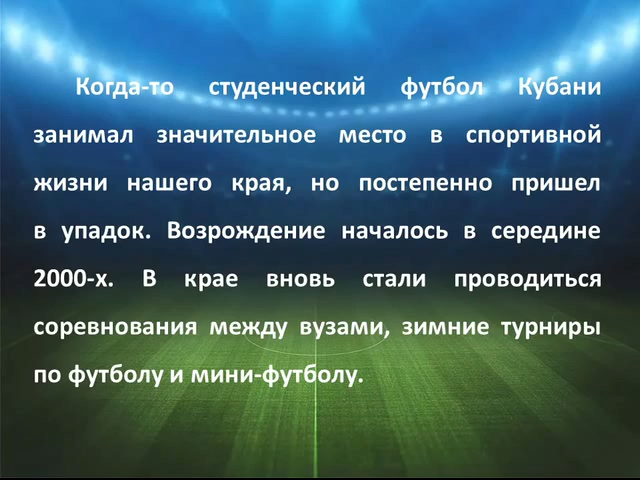 Когда-то студенческий футбол Кубани
занимал значительное место в спортивной
жизни нашего края, но постепенно пришел
в упадок. Возрождение началось в середине
2000-х. В крае вновь стали проводиться
соревнования между вузами, зимние турниры
по футболу и мини-футболу.